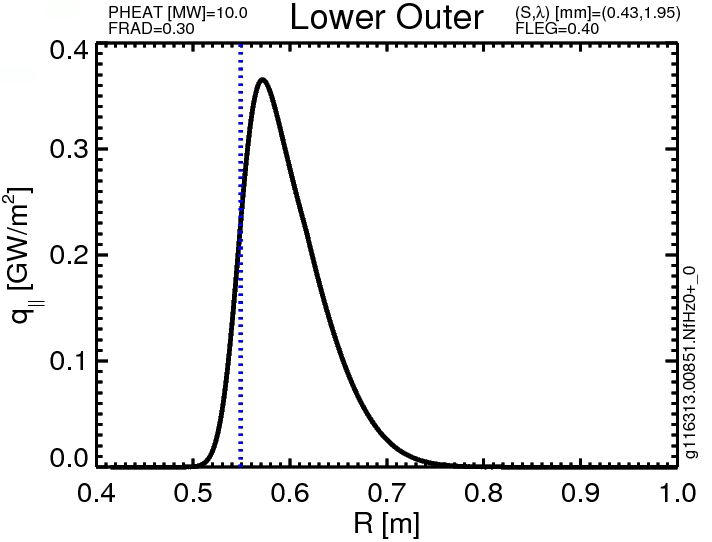 PHEAT [MW]=10.0
FRAD=0.30
Lower Outer
(S,λ) [mm]=(0.43,1.95)
FLEG=0.40
0.4
0.3
0.2
0.1
0.0
q∥ [GW/m²]
0.4 0.5 0.6 0.7 0.8 0.9 1.0
R [m]
g116313.00851.NfHz0+_0